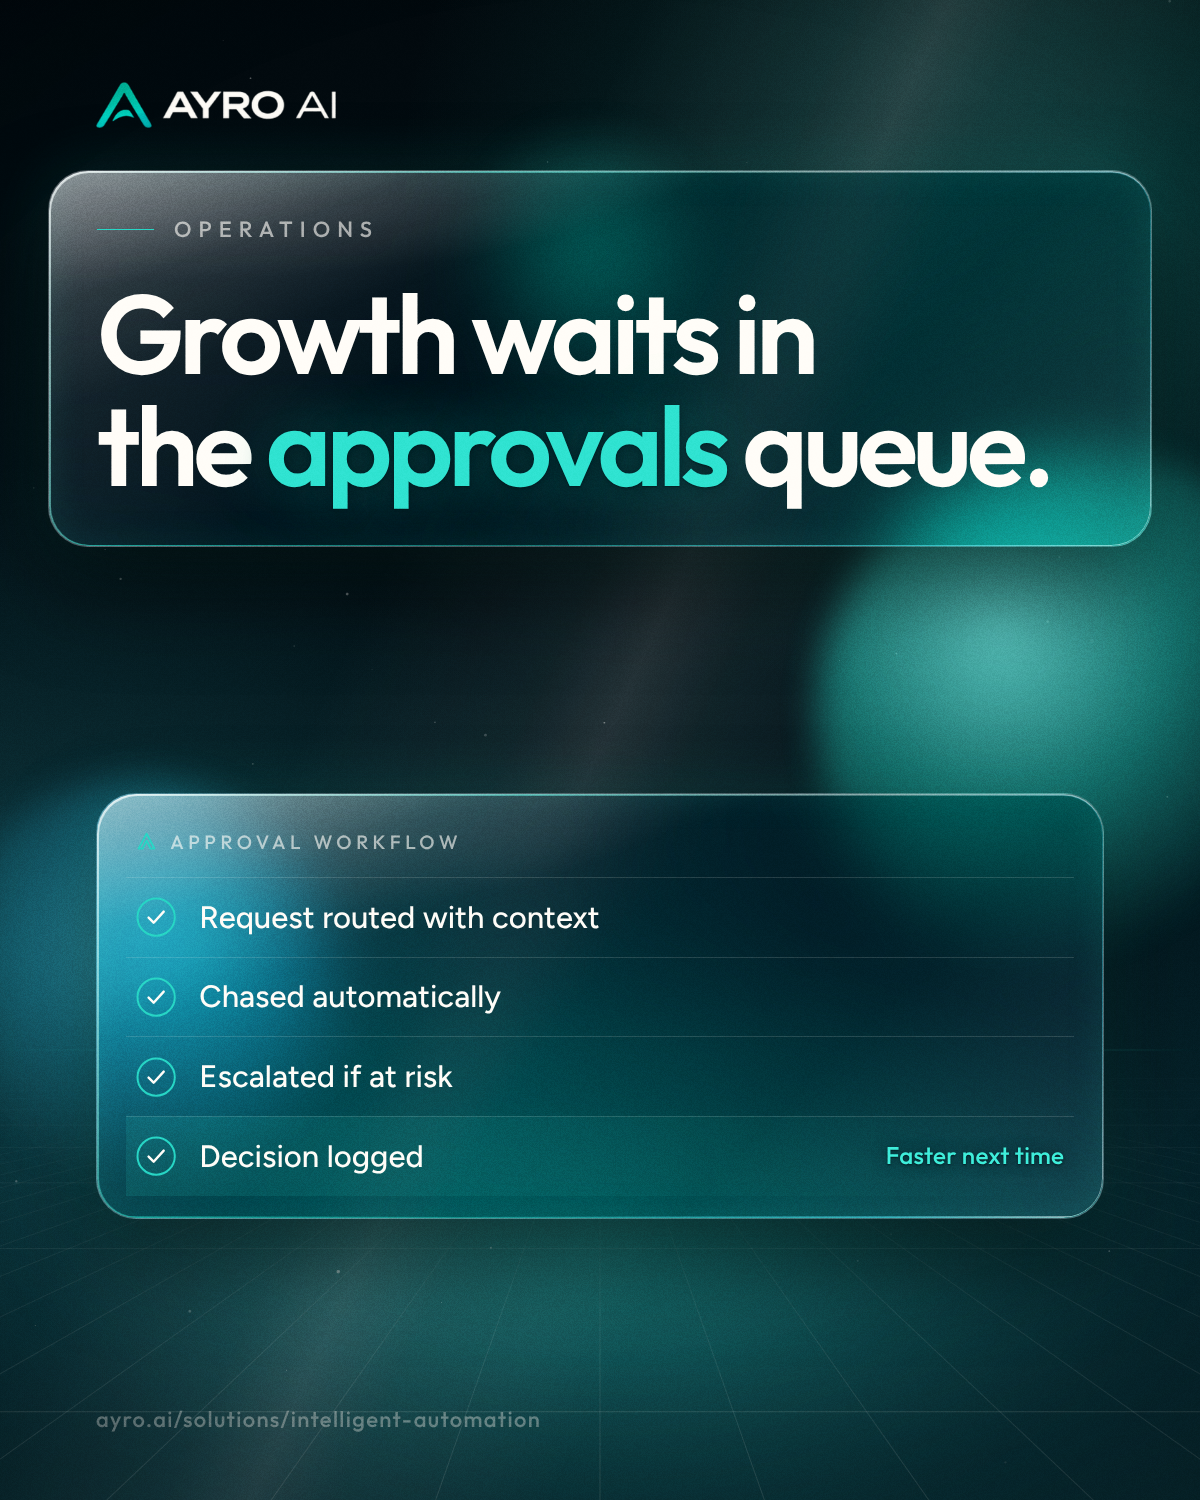 AYRO AI
OPERATIONS
Growth waits in
the approvals queue.
APPROVAL WORKFLOW
Request routed with context
Chased automatically
Escalated if at risk
Decision logged
Faster next time
ayro.ai/solutions/intelligent-automation